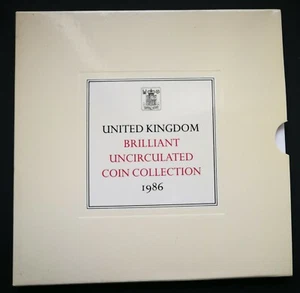 UNITED KINGDOM
BRILLIANT
UNCIRCULATED
COIN COLLECTION
1986